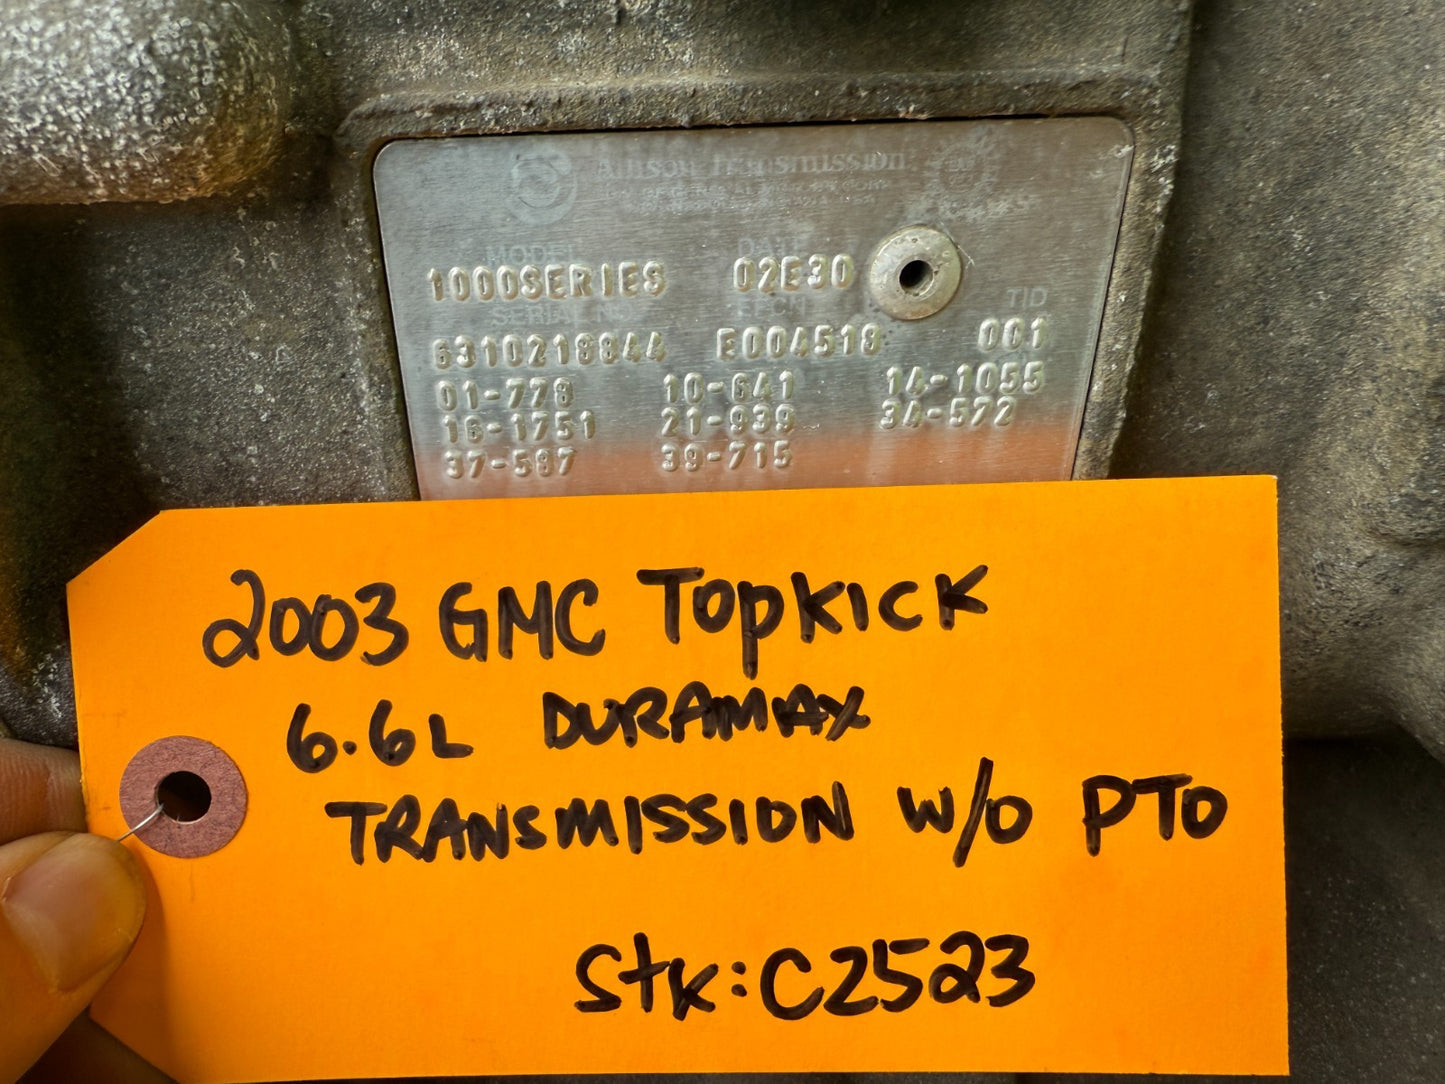 Allison Transmission
MODEL DATE
1000SERIES 02E30
SERIAL NO TID
6310218844 E004518 001
01-778 10-641 14-1055
16-1751 21-939 34-572
37-587 39-715
2003 GMC TOPKICK
6.6L DURAMAX
TRANSMISSION W/O PTO
Stk: C2523